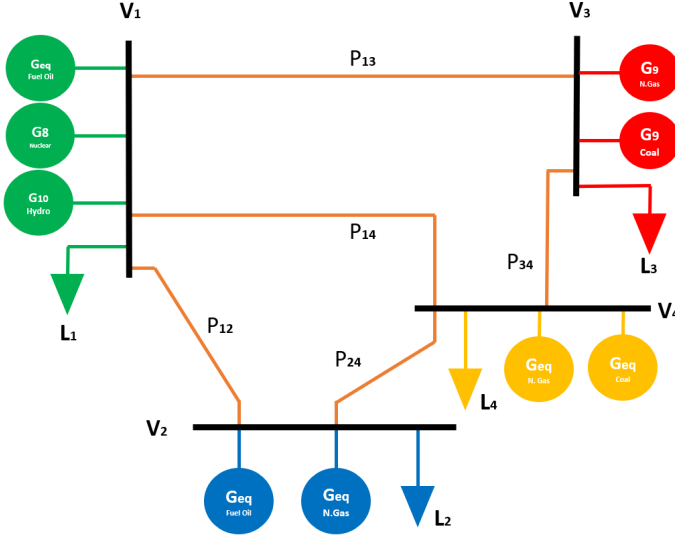 V1
V3
Geq
Fuel Oil
P13
G9
N.Gas
G8
Nuclear
G9
Coal
G10
Hydro
P14
P34
L3
L1
P12
V4
P24
Geq
N. Gas
Geq
Coal
L4
V2
Geq
Fuel Oil
Geq
N.Gas
L2